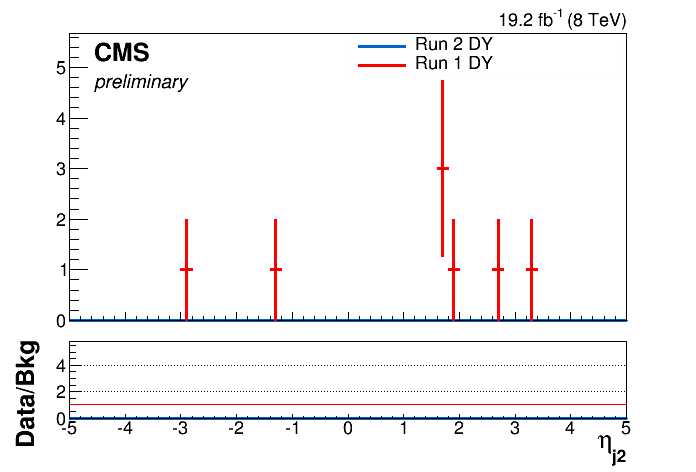 19.2 fb⁻¹ (8 TeV)
CMS
preliminary
Run 2 DY
Run 1 DY
5
4
3
2
1
0
Data/Bkg
4
2
0
-5 -4 -3 -2 -1 0 1 2 3 4 5
η_j2